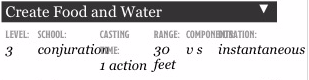 Create Food and Water ▼
LEVEL: SCHOOL: CASTING TIME: RANGE: COMPONENTS: DURATION:
3 conjuration 1 action 30 feet v s instantaneous